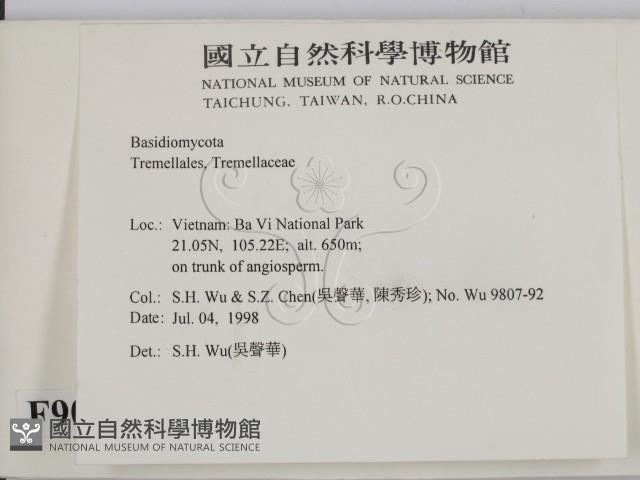 國立自然科學博物館
NATIONAL MUSEUM OF NATURAL SCIENCE
TAICHUNG, TAIWAN, R.O.CHINA
Basidiomycota
Tremellales, Tremellaceae
Loc.: Vietnam: Ba Vi National Park
21.05N, 105.22E; alt. 650m;
on trunk of angiosperm.
Col.: S.H. Wu & S.Z. Chen(吳聲華, 陳秀珍); No. Wu 9807-92
Date: Jul. 04, 1998
Det.: S.H. Wu(吳聲華)
國立自然科學博物館
NATIONAL MUSEUM OF NATURAL SCIENCE